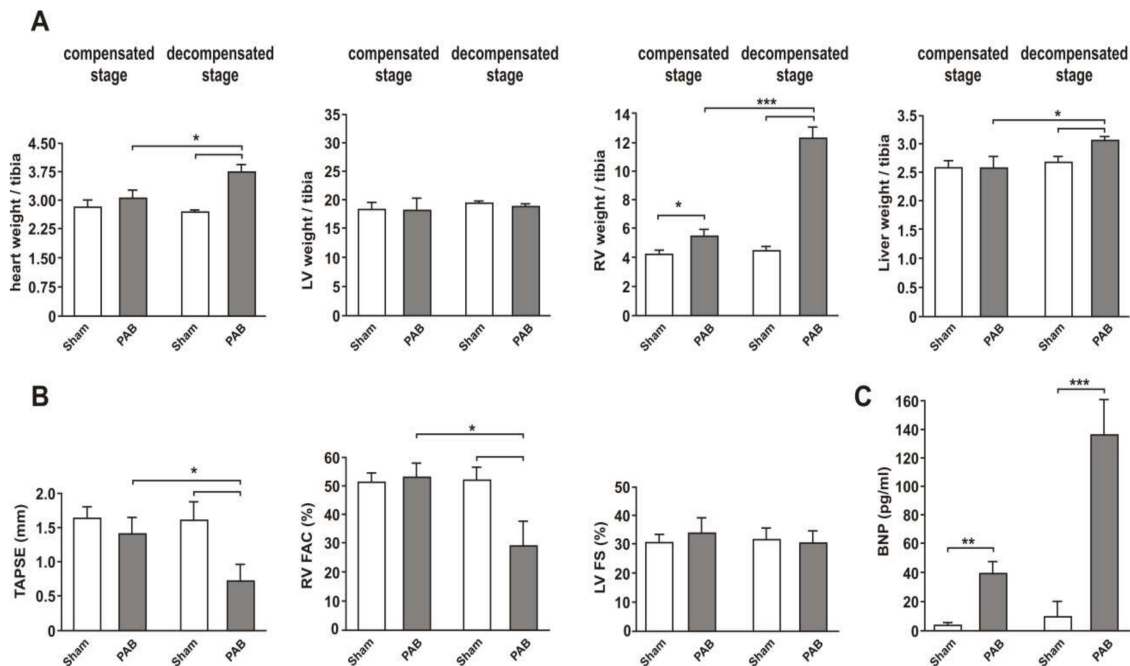 A
compensated stage
decompensated stage
compensated stage
decompensated stage
compensated stage
decompensated stage
compensated stage
decompensated stage
heart weight / tibia
4.50
3.75
3.00
2.25
1.50
0.75
0
*
Sham
PAB
Sham
PAB
LV weight / tibia
35
30
25
20
15
10
5
0
Sham
PAB
Sham
PAB
RV weight / tibia
14
12
10
8
6
4
2
0
*
***
Sham
PAB
Sham
PAB
Liver weight / tibia
3.5
3.0
2.5
2.0
1.5
1.0
0.5
0
*
Sham
PAB
Sham
PAB
B
TAPSE (mm)
2.0
1.5
1.0
0.5
0
*
Sham
PAB
Sham
PAB
RV FAC (%)
60
50
40
30
20
10
0
*
Sham
PAB
Sham
PAB
LV FS (%)
50
40
30
20
10
0
Sham
PAB
Sham
PAB
C
BNP (pg/ml)
160
140
120
100
80
60
40
20
0
**
***
Sham
PAB
Sham
PAB